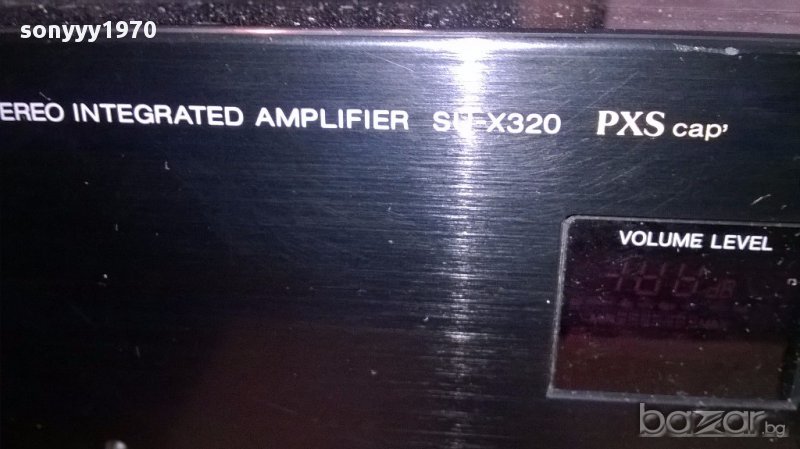 sonyyy1970
EREO INTEGRATED AMPLIFIER SU-X320 PXS cap'
VOLUME LEVEL
bazar.bg